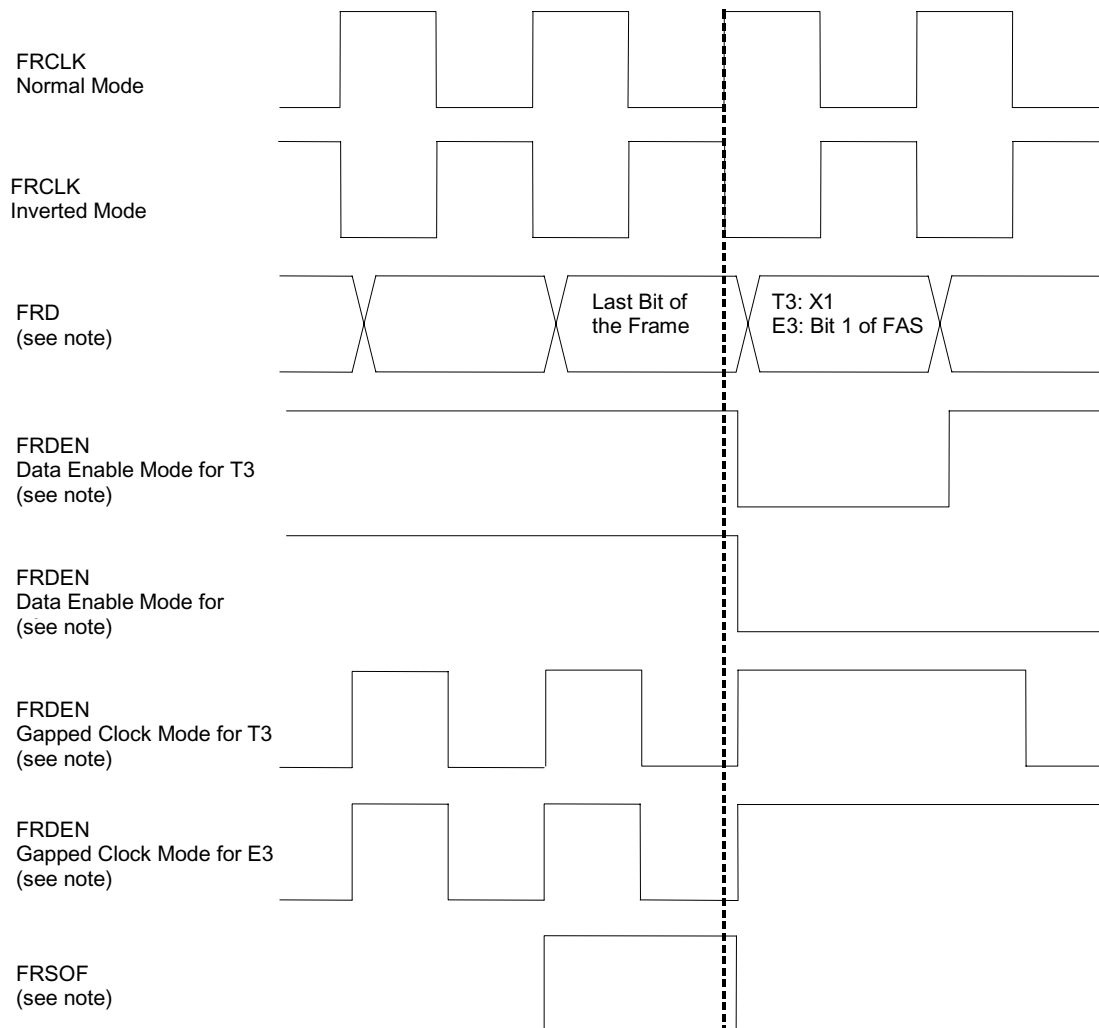 FRCLK
Normal Mode
FRCLK
Inverted Mode
FRD
(see note)
Last Bit of
the Frame
T3: X1
E3: Bit 1 of FAS
FRDEN
Data Enable Mode for T3
(see note)
FRDEN
Data Enable Mode for
(see note)
FRDEN
Gapped Clock Mode for T3
(see note)
FRDEN
Gapped Clock Mode for E3
(see note)
FRSOF
(see note)